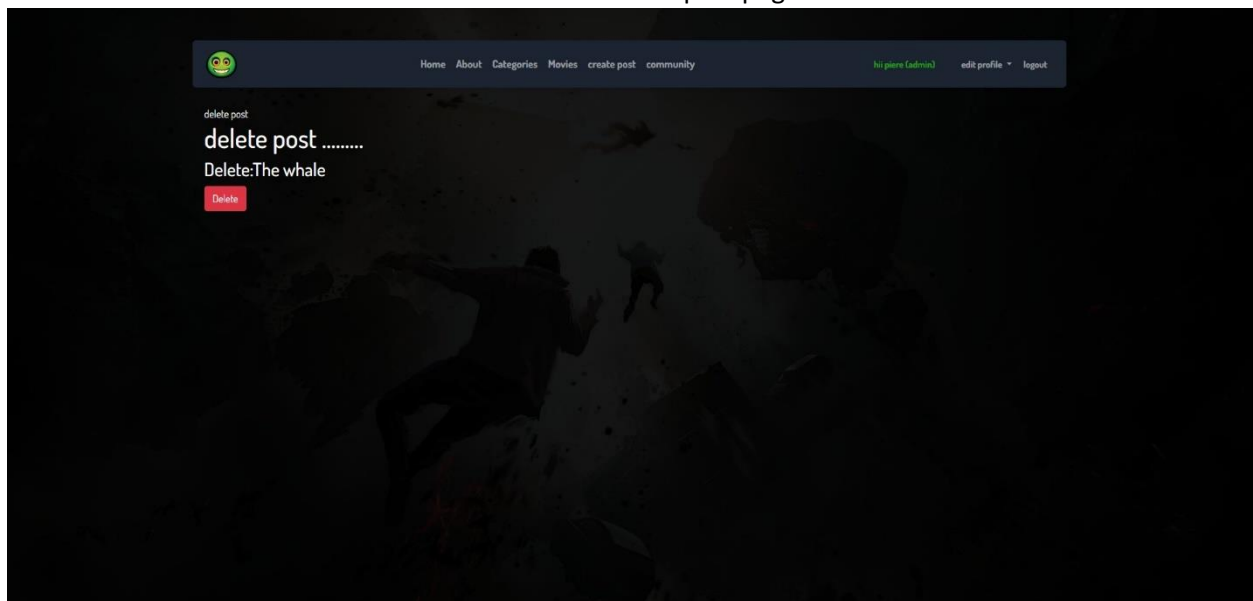 Home About Categories Movies create post community hii piere (admin) edit profile logout
delete post
delete post .........
Delete:The whale
Delete